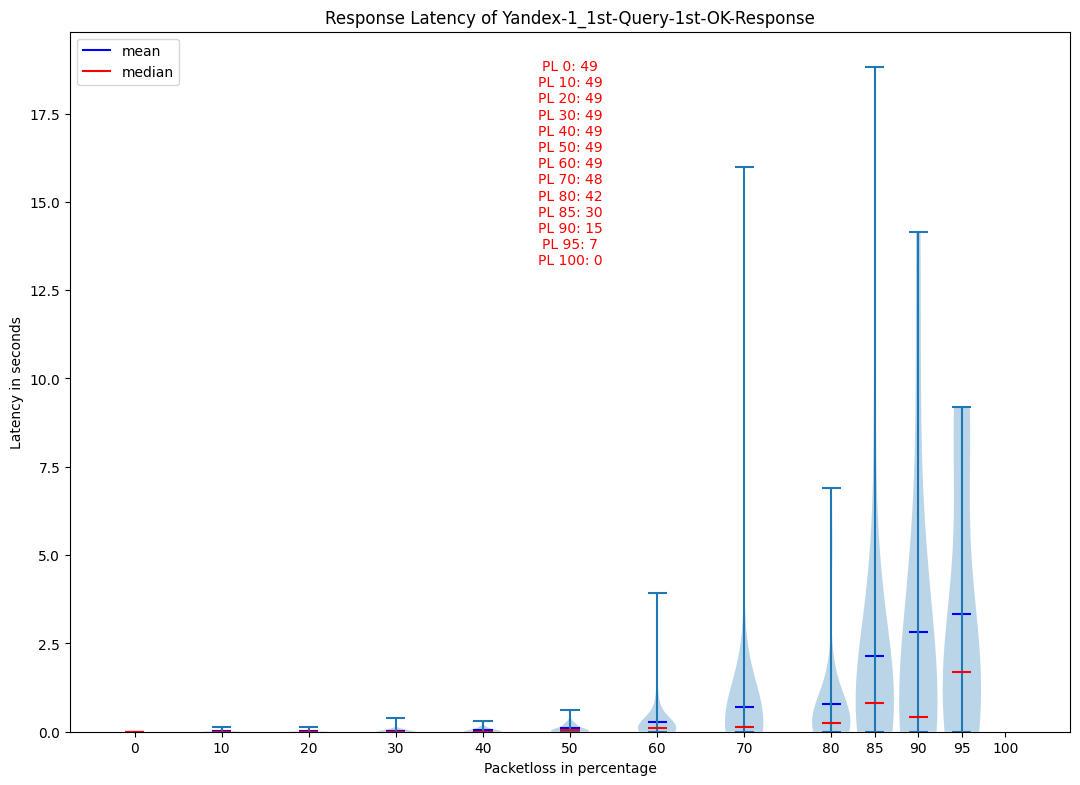 Response Latency of Yandex-1_1st-Query-1st-OK-Response
mean
median
PL 0: 49
PL 10: 49
PL 20: 49
PL 30: 49
PL 40: 49
PL 50: 49
PL 60: 49
PL 70: 48
PL 80: 42
PL 85: 30
PL 90: 15
PL 95: 7
PL 100: 0
17.5
15.0
12.5
10.0
7.5
5.0
2.5
0.0
Latency in seconds
0 10 20 30 40 50 60 70 80 85 90 95 100
Packetloss in percentage